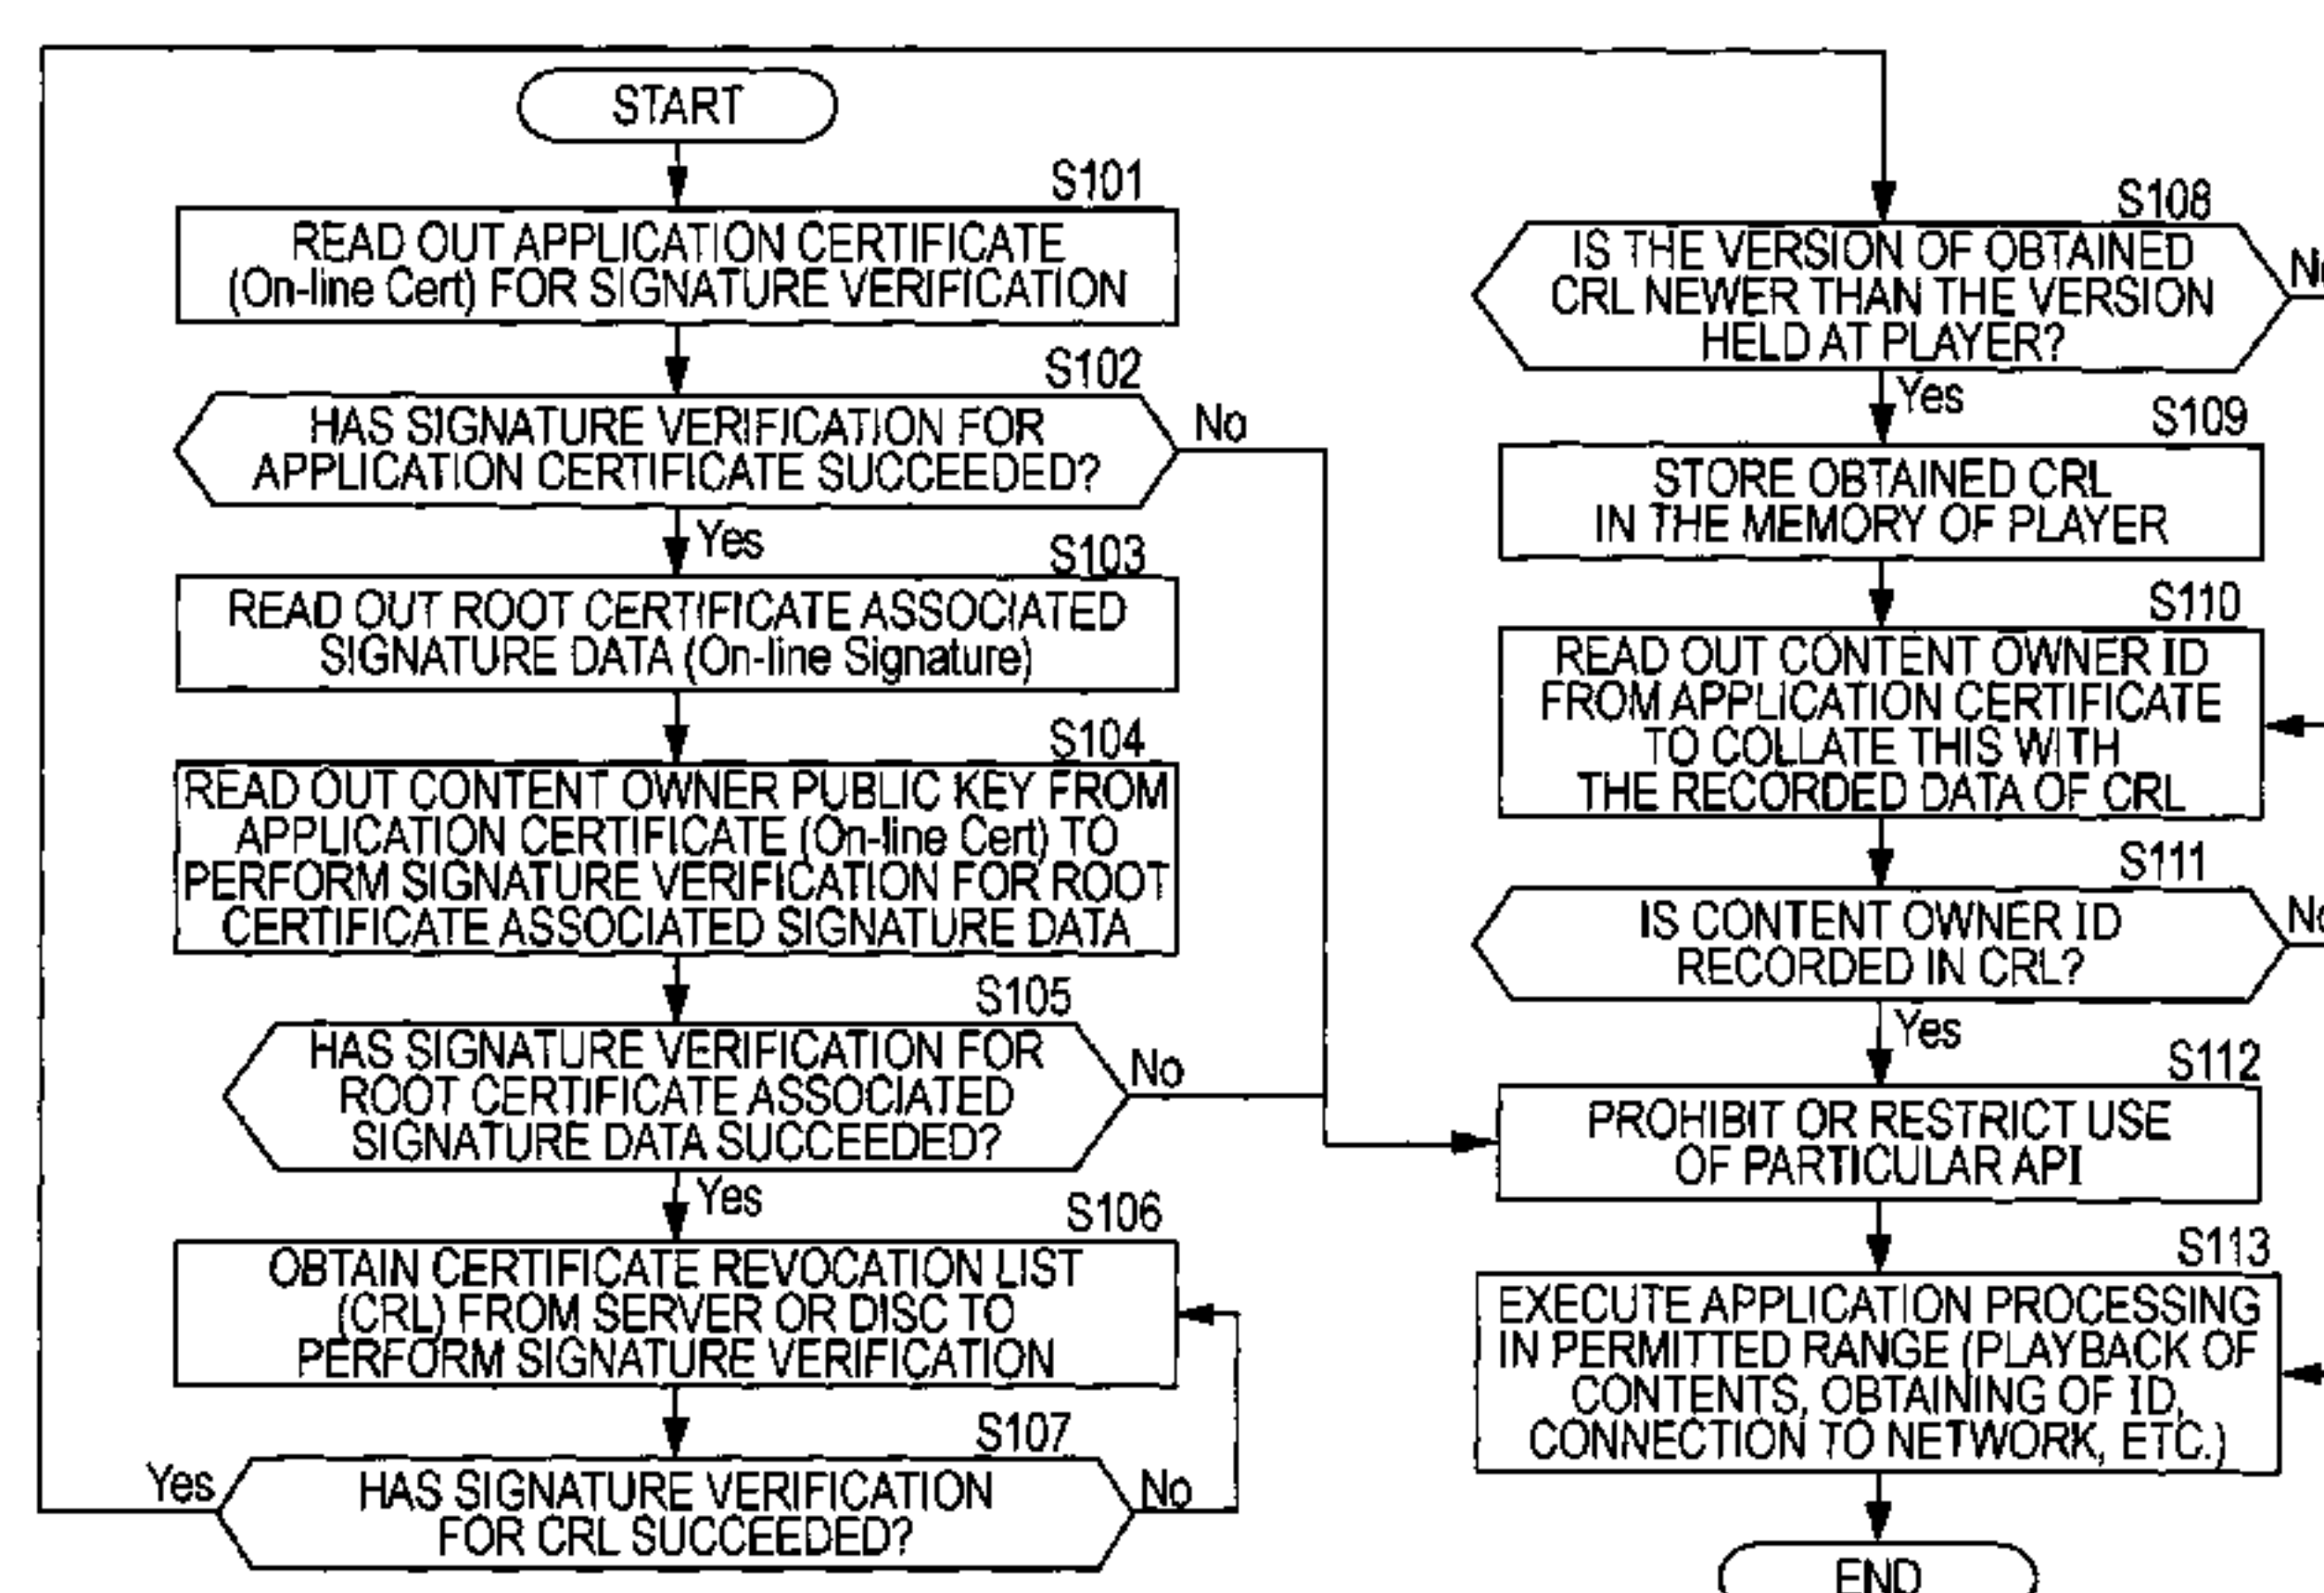 START
S101
READ OUT APPLICATION CERTIFICATE
(On-line Cert) FOR SIGNATURE VERIFICATION
S102
HAS SIGNATURE VERIFICATION FOR
APPLICATION CERTIFICATE SUCCEEDED?
No
Yes
S103
READ OUT ROOT CERTIFICATE ASSOCIATED
SIGNATURE DATA (On-line Signature)
S104
READ OUT CONTENT OWNER PUBLIC KEY FROM
APPLICATION CERTIFICATE (On-line Cert) TO
PERFORM SIGNATURE VERIFICATION FOR ROOT
CERTIFICATE ASSOCIATED SIGNATURE DATA
S105
HAS SIGNATURE VERIFICATION FOR
ROOT CERTIFICATE ASSOCIATED
SIGNATURE DATA SUCCEEDED?
No
Yes
S106
OBTAIN CERTIFICATE REVOCATION LIST
(CRL) FROM SERVER OR DISC TO
PERFORM SIGNATURE VERIFICATION
S107
HAS SIGNATURE VERIFICATION
FOR CRL SUCCEEDED?
Yes
No
S108
IS THE VERSION OF OBTAINED
CRL NEWER THAN THE VERSION
HELD AT PLAYER?
No
Yes
S109
STORE OBTAINED CRL
IN THE MEMORY OF PLAYER
S110
READ OUT CONTENT OWNER ID
FROM APPLICATION CERTIFICATE
TO COLLATE THIS WITH
THE RECORDED DATA OF CRL
S111
IS CONTENT OWNER ID
RECORDED IN CRL?
No
Yes
S112
PROHIBIT OR RESTRICT USE
OF PARTICULAR API
S113
EXECUTE APPLICATION PROCESSING
IN PERMITTED RANGE (PLAYBACK OF
CONTENTS, OBTAINING OF ID,
CONNECTION TO NETWORK, ETC.)
END